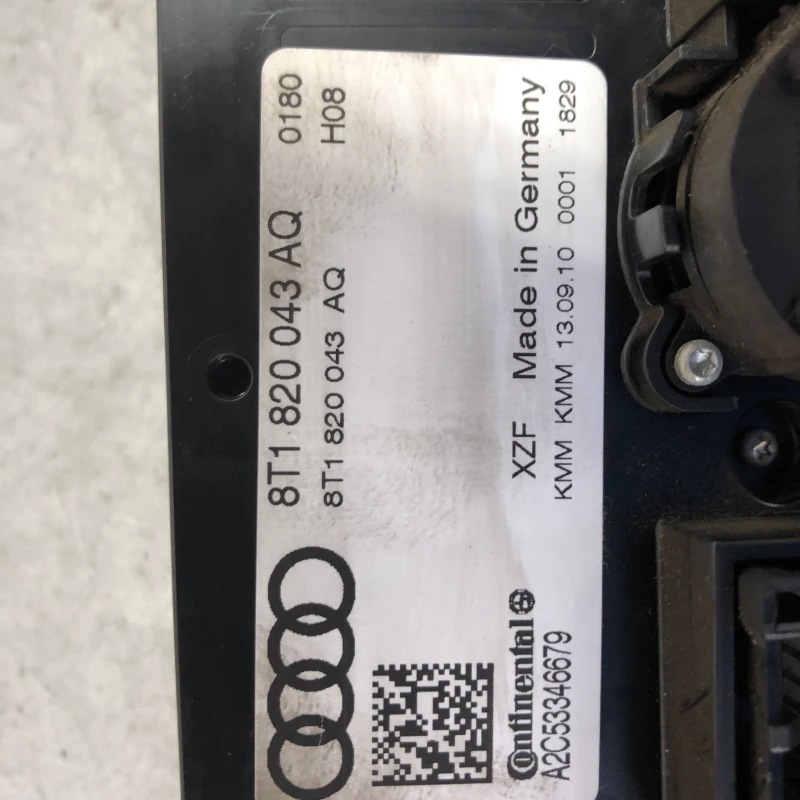 8T1 820 043 AQ 0180
8T1 820 043 AQ H08
XZF Made in Germany
KMM KMM 13.09.10 0001 1829
Continental
A2C53346679